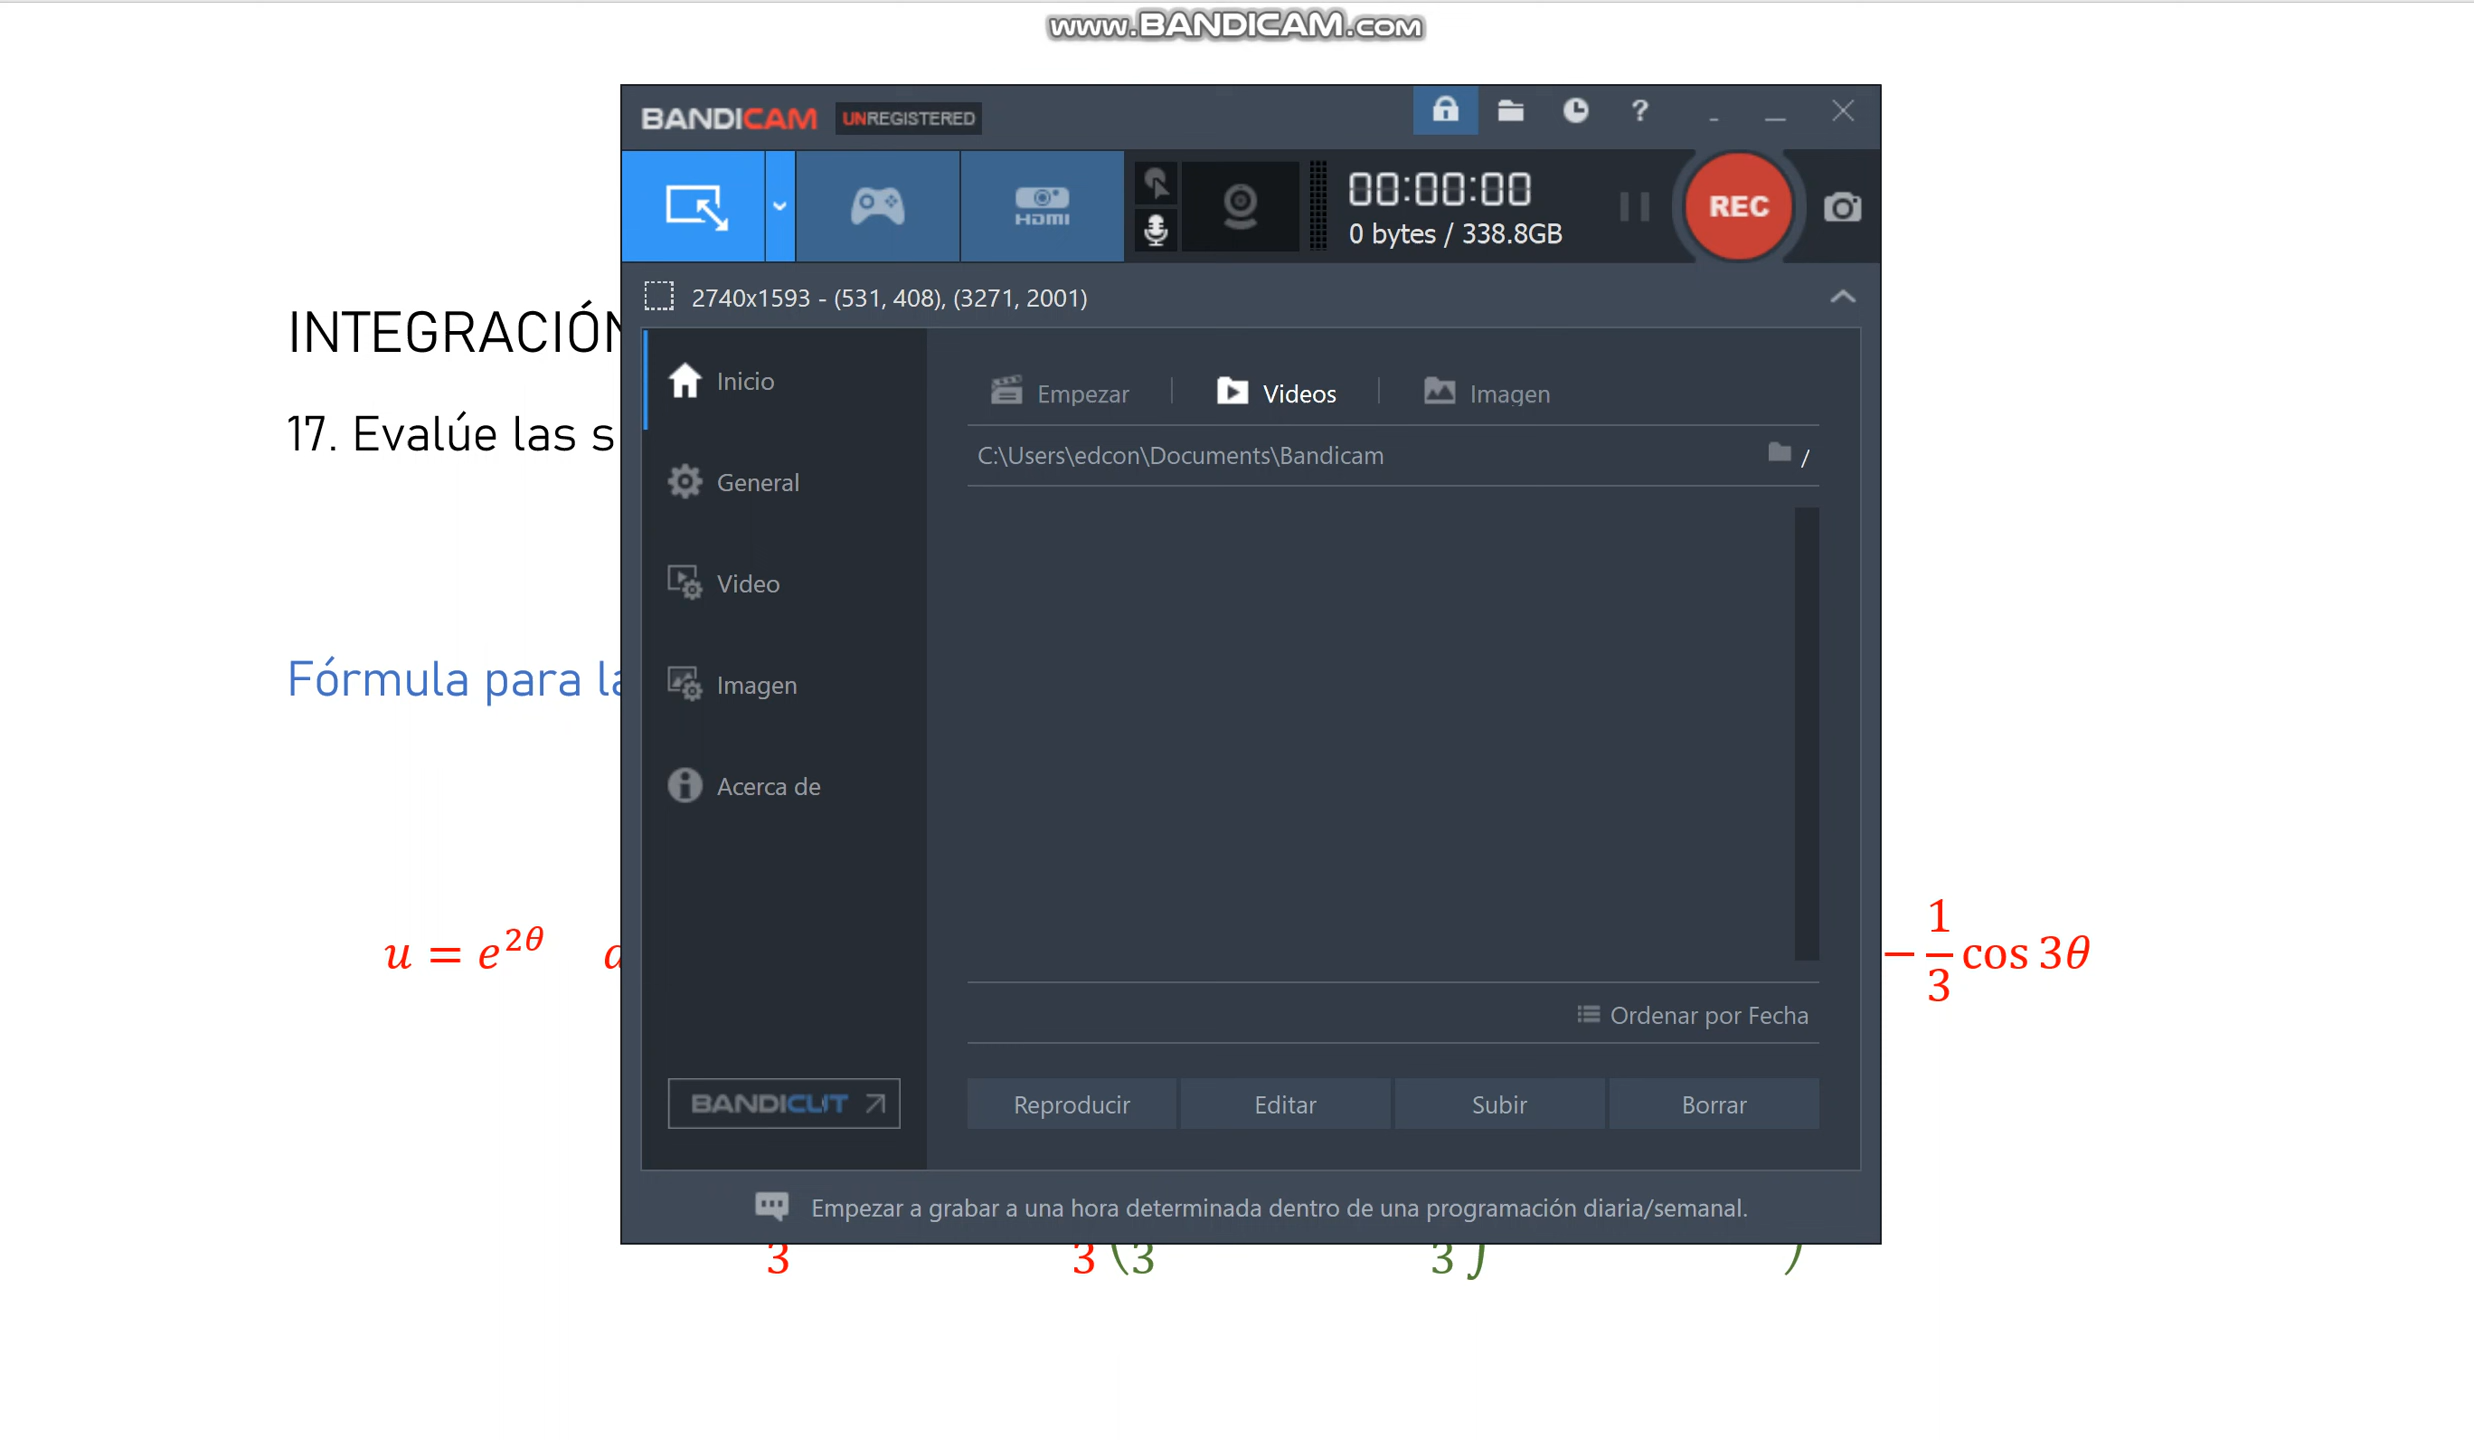 www.BANDICAM.com
BANDICAM UNREGISTERED ?
HDMI
00:00:00
0 bytes / 338.8GB
REC
2740x1593 - (531, 408), (3271, 2001)
INTEGRACIÓN
17. Evalúe las s
Inicio
General
Video
Imagen
Acerca de
Empezar | Videos | Imagen
C:\Users\edcon\Documents\Bandicam /
Fórmula para la
u = e^{2θ}
− 1/3 cos 3θ
Ordenar por Fecha
BANDICUT
Reproducir Editar Subir Borrar
Empezar a grabar a una hora determinada dentro de una programación diaria/semanal.
3 3 (3 3 )